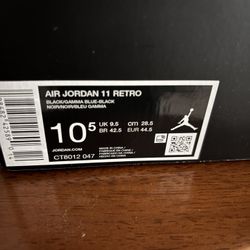 AIR JORDAN 11 RETRO
BLACK/GAMMA BLUE-BLACK
NOIR/NOIR/BLEU GAMMA
10 5
UK 9.5 cm 28.5
BR 42.5 EUR 44.5
JORDAN.COM
CT8012 047
MADE IN CHINA